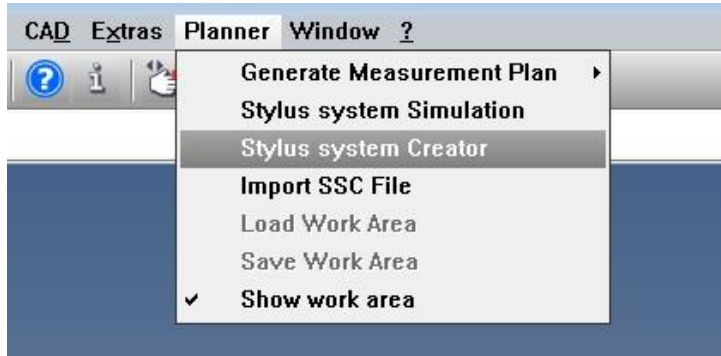 CAD Extras Planner Window ?
Generate Measurement Plan
Stylus system Simulation
Stylus system Creator
Import SSC File
Load Work Area
Save Work Area
Show work area